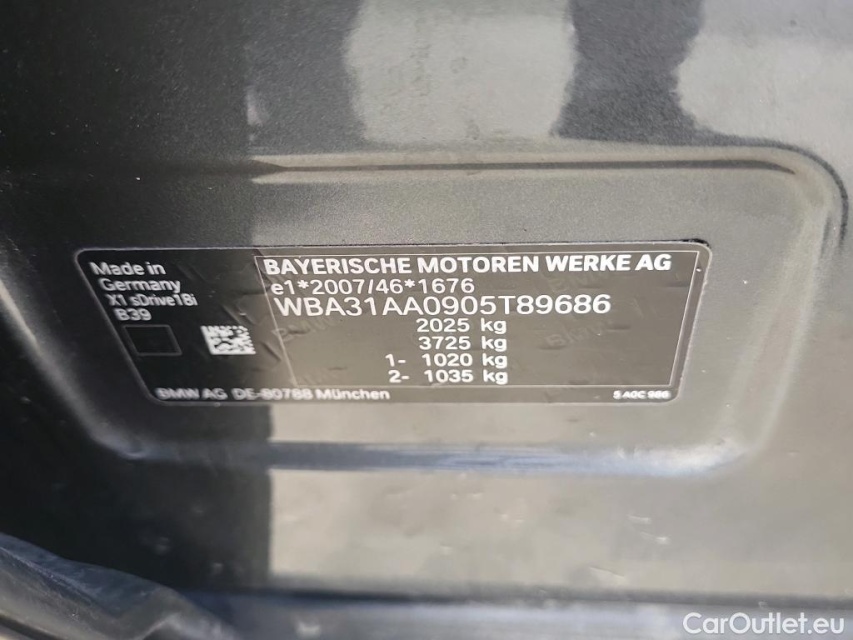 Made in
Germany
X1 sDrive18i
B39
BAYERISCHE MOTOREN WERKE AG
e1*2007/46*1676
WBA31AA0905T89686
2025 kg
3725 kg
1- 1020 kg
2- 1035 kg
BMW AG DE-80788 München
CarOutlet.eu